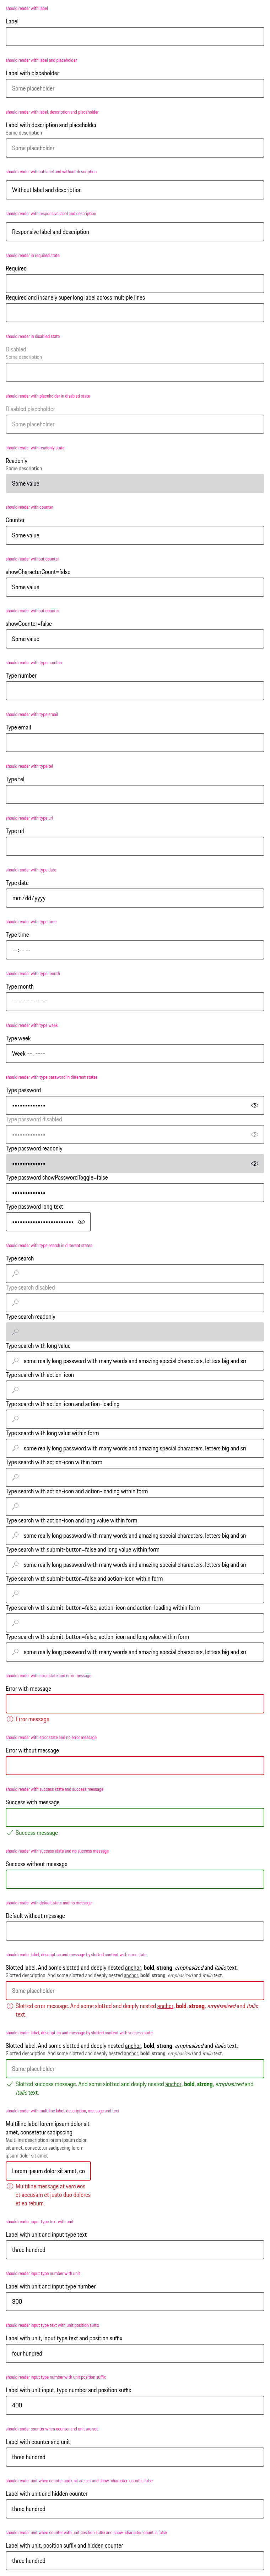 should render with label
Label
should render with label and placeholder
Label with placeholder
Some placeholder
should render with label, description and placeholder
Label with description and placeholder
Some description
Some placeholder
should render without label and without description
Without label and description
should render with responsive label and description
Responsive label and description
should render in required state
Required
Required and insanely super long label across multiple lines
should render in disabled state
Disabled
Some description
should render with placeholder in disabled state
Disabled placeholder
Some placeholder
should render with readonly state
Readonly
Some description
Some value
should render with counter
Counter
Some value
should render without counter
showCharacterCount=false
Some value
should render without counter
showCounter=false
Some value
should render with type number
Type number
should render with type email
Type email
should render with type tel
Type tel
should render with type url
Type url
should render with type date
Type date
mm/dd/yyyy
should render with type time
Type time
--:-- --
should render with type month
Type month
--------- ----
should render with type week
Type week
Week --, ----
should render with type password in different states
Type password
•••••••••••••
Type password disabled
•••••••••••••
Type password readonly
•••••••••••••
Type password showPasswordToggle=false
•••••••••••••
Type password long text
••••••••••••••••••••••••
should render with type search in different states
Type search
Type search disabled
Type search readonly
Type search with long value
some really long password with many words and amazing special characters, letters big and sm
Type search with action-icon
Type search with action-icon and action-loading
Type search with long value within form
some really long password with many words and amazing special characters, letters big and sm
Type search with action-icon within form
Type search with action-icon and action-loading within form
Type search with action-icon and long value within form
some really long password with many words and amazing special characters, letters big and sm
Type search with submit-button=false and long value within form
some really long password with many words and amazing special characters, letters big and sm
Type search with submit-button=false and action-icon within form
Type search with submit-button=false, action-icon and action-loading within form
Type search with submit-button=false, action-icon and long value within form
some really long password with many words and amazing special characters, letters big and sm
should render with error state and error message
Error with message
Error message
should render with error state and no error message
Error without message
should render with success state and success message
Success with message
Success message
should render with success state and no success message
Success without message
should render with default state and no message
Default without message
should render label, description and message by slotted content with error state
Slotted label. And some slotted and deeply nested anchor, bold, strong, emphasized and italic text.
Slotted description. And some slotted and deeply nested anchor, bold, strong, emphasized and italic text.
Some placeholder
Slotted error message. And some slotted and deeply nested anchor, bold, strong, emphasized and italic
text.
should render label, description and message by slotted content with success state
Slotted label. And some slotted and deeply nested anchor, bold, strong, emphasized and italic text.
Slotted description. And some slotted and deeply nested anchor, bold, strong, emphasized and italic text.
Some placeholder
Slotted success message. And some slotted and deeply nested anchor, bold, strong, emphasized and
italic text.
should render with multiline label, description, message and text
Multiline label lorem ipsum dolor sit
amet, consetetur sadipscing
Multiline description lorem ipsum dolor
sit amet, consetetur sadipscing lorem
ipsum dolor sit amet
Lorem ipsum dolor sit amet, co
Multiline message at vero eos
et accusam et justo duo dolores
et ea rebum.
should render input type text with unit
Label with unit and input type text
three hundred
should render input type number with unit
Label with unit and input type number
300
should render input type text with unit position suffix
Label with unit, input type text and position suffix
four hundred
should render input type number with unit position suffix
Label with unit input, type number and position suffix
400
should render counter when counter and unit are set
Label with counter and unit
three hundred
should render unit when counter and unit are set and show-character-count is false
Label with unit and hidden counter
three hundred
should render unit when counter with unit position suffix and show-character-count is false
Label with unit, position suffix and hidden counter
three hundred